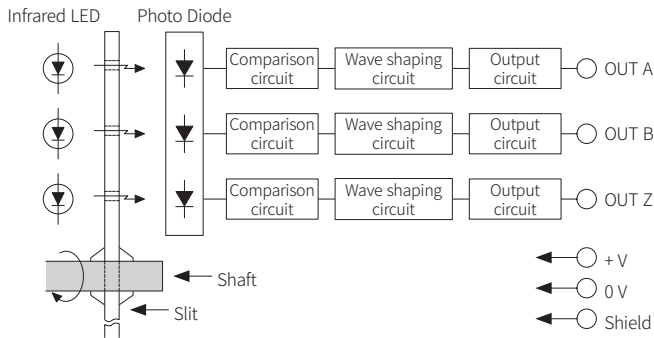 Infrared LED
Photo Diode
Comparison
circuit
Wave shaping
circuit
Output
circuit
OUT A
Comparison
circuit
Wave shaping
circuit
Output
circuit
OUT B
Comparison
circuit
Wave shaping
circuit
Output
circuit
OUT Z
+ V
Shaft
0 V
Slit
Shield